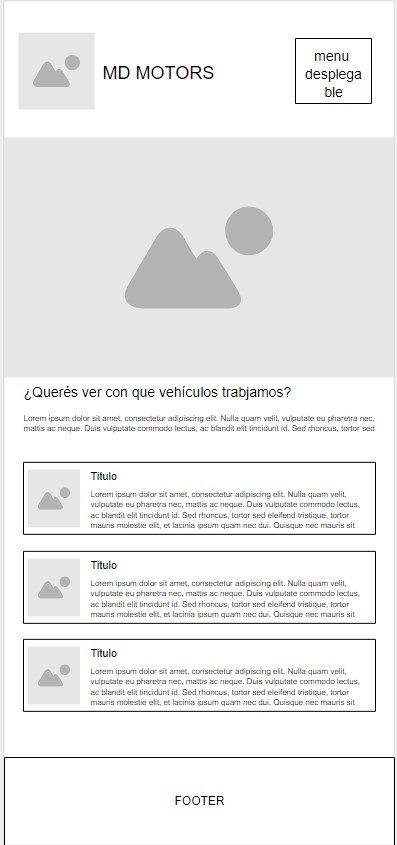 MD MOTORS
menu
desplega
ble
¿Querés ver con que vehículos trabjamos?
Lorem ipsum dolor sit amet, consectetur adipiscing elit. Nulla quam velit, vulputate eu pharetra nec,
mattis ac neque. Duis vulputate commodo lectus, ac blandit elit tincidunt id. Sed rhoncus, tortor sed
Titulo
Lorem ipsum dolor sit amet, consectetur adipiscing elit. Nulla quam velit,
vulputate eu pharetra nec, mattis ac neque. Duis vulputate commodo lectus,
ac blandit elit tincidunt id. Sed rhoncus, tortor sed eleifend tristique, tortor
mauris molestie elit, et lacinia ipsum quam nec dui. Quisque nec mauris sit
Titulo
Lorem ipsum dolor sit amet, consectetur adipiscing elit. Nulla quam velit,
vulputate eu pharetra nec, mattis ac neque. Duis vulputate commodo lectus,
ac blandit elit tincidunt id. Sed rhoncus, tortor sed eleifend tristique, tortor
mauris molestie elit, et lacinia ipsum quam nec dui. Quisque nec mauris sit
Titulo
Lorem ipsum dolor sit amet, consectetur adipiscing elit. Nulla quam velit,
vulputate eu pharetra nec, mattis ac neque. Duis vulputate commodo lectus,
ac blandit elit tincidunt id. Sed rhoncus, tortor sed eleifend tristique, tortor
mauris molestie elit, et lacinia ipsum quam nec dui. Quisque nec mauris sit
FOOTER